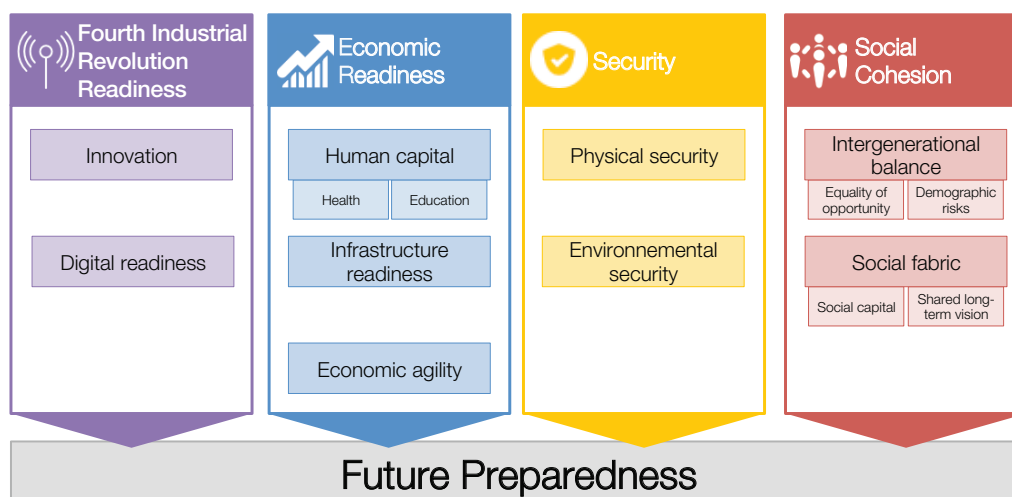 Fourth Industrial
Revolution
Readiness
Innovation
Digital readiness
Economic
Readiness
Human capital
Health
Education
Infrastructure
readiness
Economic agility
Security
Physical security
Environnemental
security
Social
Cohesion
Intergenerational
balance
Equality of
opportunity
Demographic
risks
Social fabric
Social capital
Shared long-
term vision
Future Preparedness